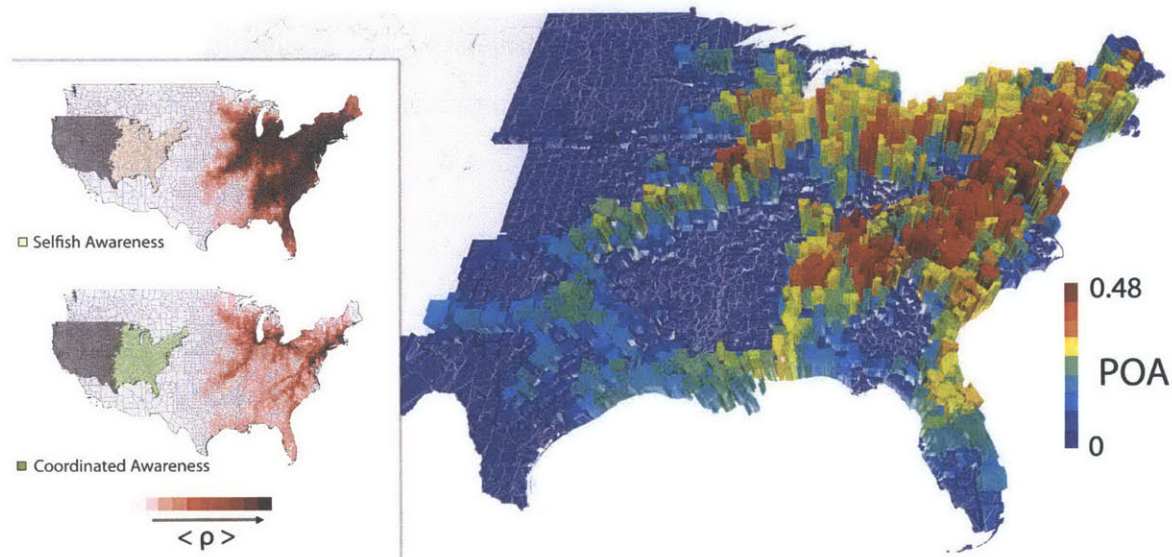 Selfish Awareness
Coordinated Awareness
< ρ >
0.48
POA
0